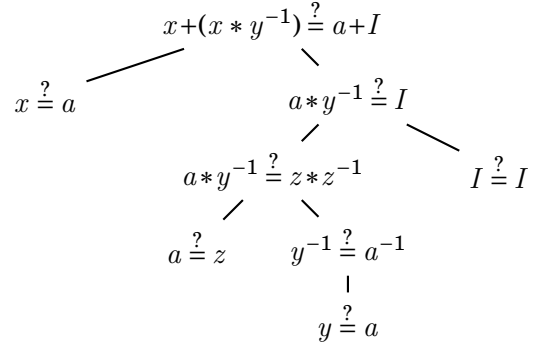 x+(x ∗ y⁻¹) ≟ a+I
x ≟ a
a∗y⁻¹ ≟ I
a∗y⁻¹ ≟ z∗z⁻¹
I ≟ I
a ≟ z
y⁻¹ ≟ a⁻¹
y ≟ a